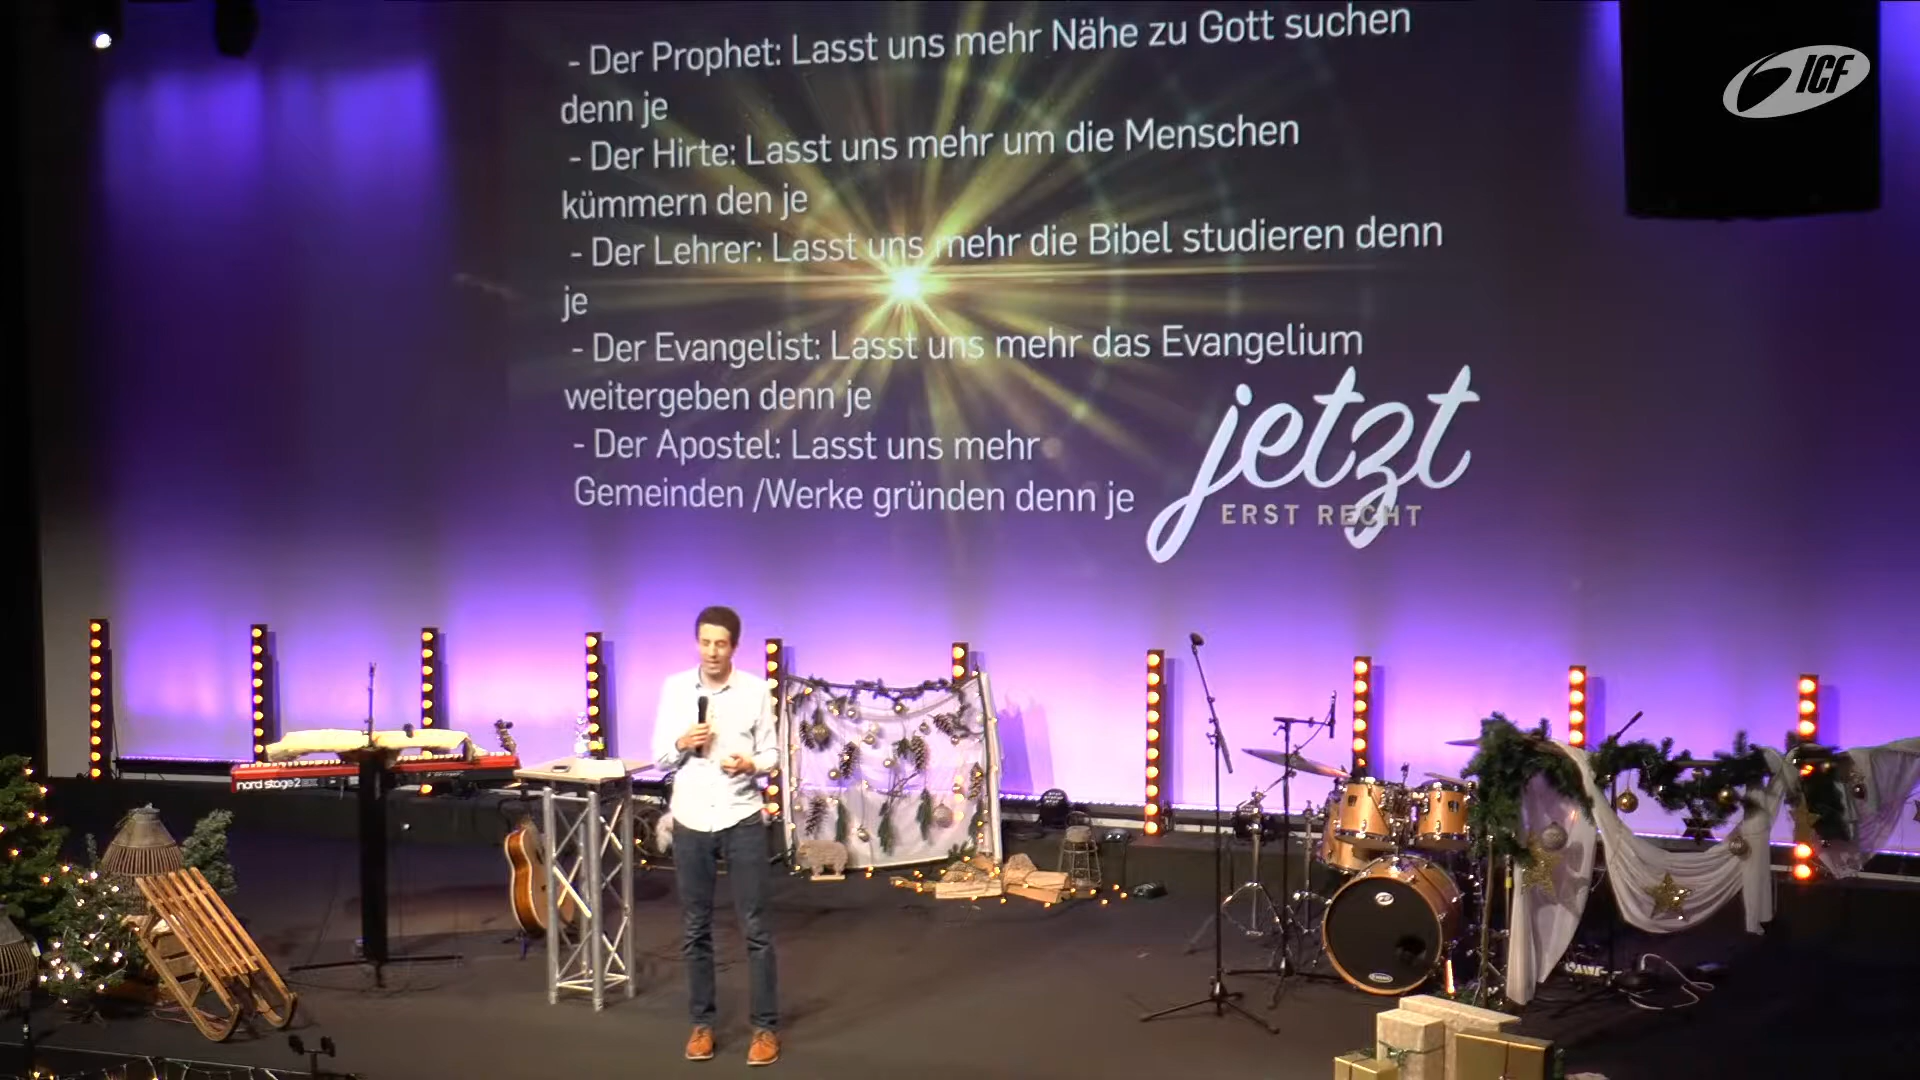 - Der Prophet: Lasst uns mehr Nähe zu Gott suchen
denn je
- Der Hirte: Lasst uns mehr um die Menschen
kümmern den je
- Der Lehrer: Lasst uns mehr die Bibel studieren denn
je
- Der Evangelist: Lasst uns mehr das Evangelium
weitergeben denn je
- Der Apostel: Lasst uns mehr
Gemeinden /Werke gründen denn je
jetzt
ERST RECHT
ICF
nord stage 2 EX